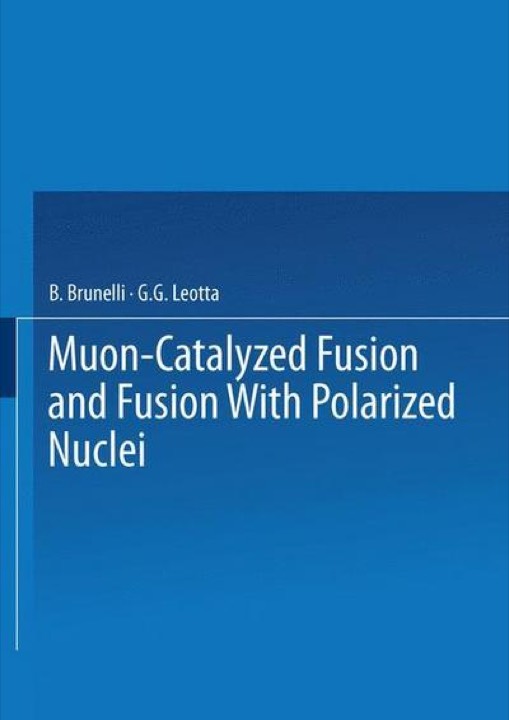 B. Brunelli · G.G. Leotta
Muon-Catalyzed Fusion
and Fusion With Polarized
Nuclei